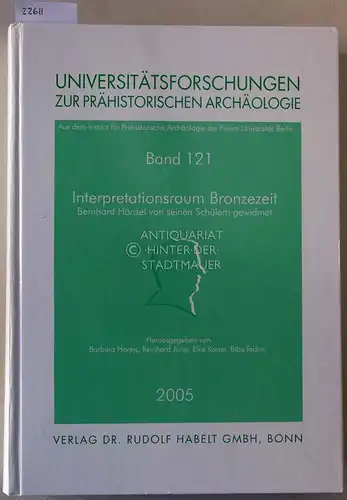 22611
UNIVERSITÄTSFORSCHUNGEN
ZUR PRÄHISTORISCHEN ARCHÄOLOGIE
Aus dem Institut für Prähistorische Archäologie der Freien Universität Berlin
Band 121
Interpretationsraum Bronzezeit
Bernhard Hänsel von seinen Schülern gewidmet
ANTIQUARIAT
© HINTER DER
STADTMAUER
Herausgegeben von
Barbara Horejs, Reinhard Jung, Elke Kaiser, Biba Teržan
2005
VERLAG DR. RUDOLF HABELT GMBH, BONN